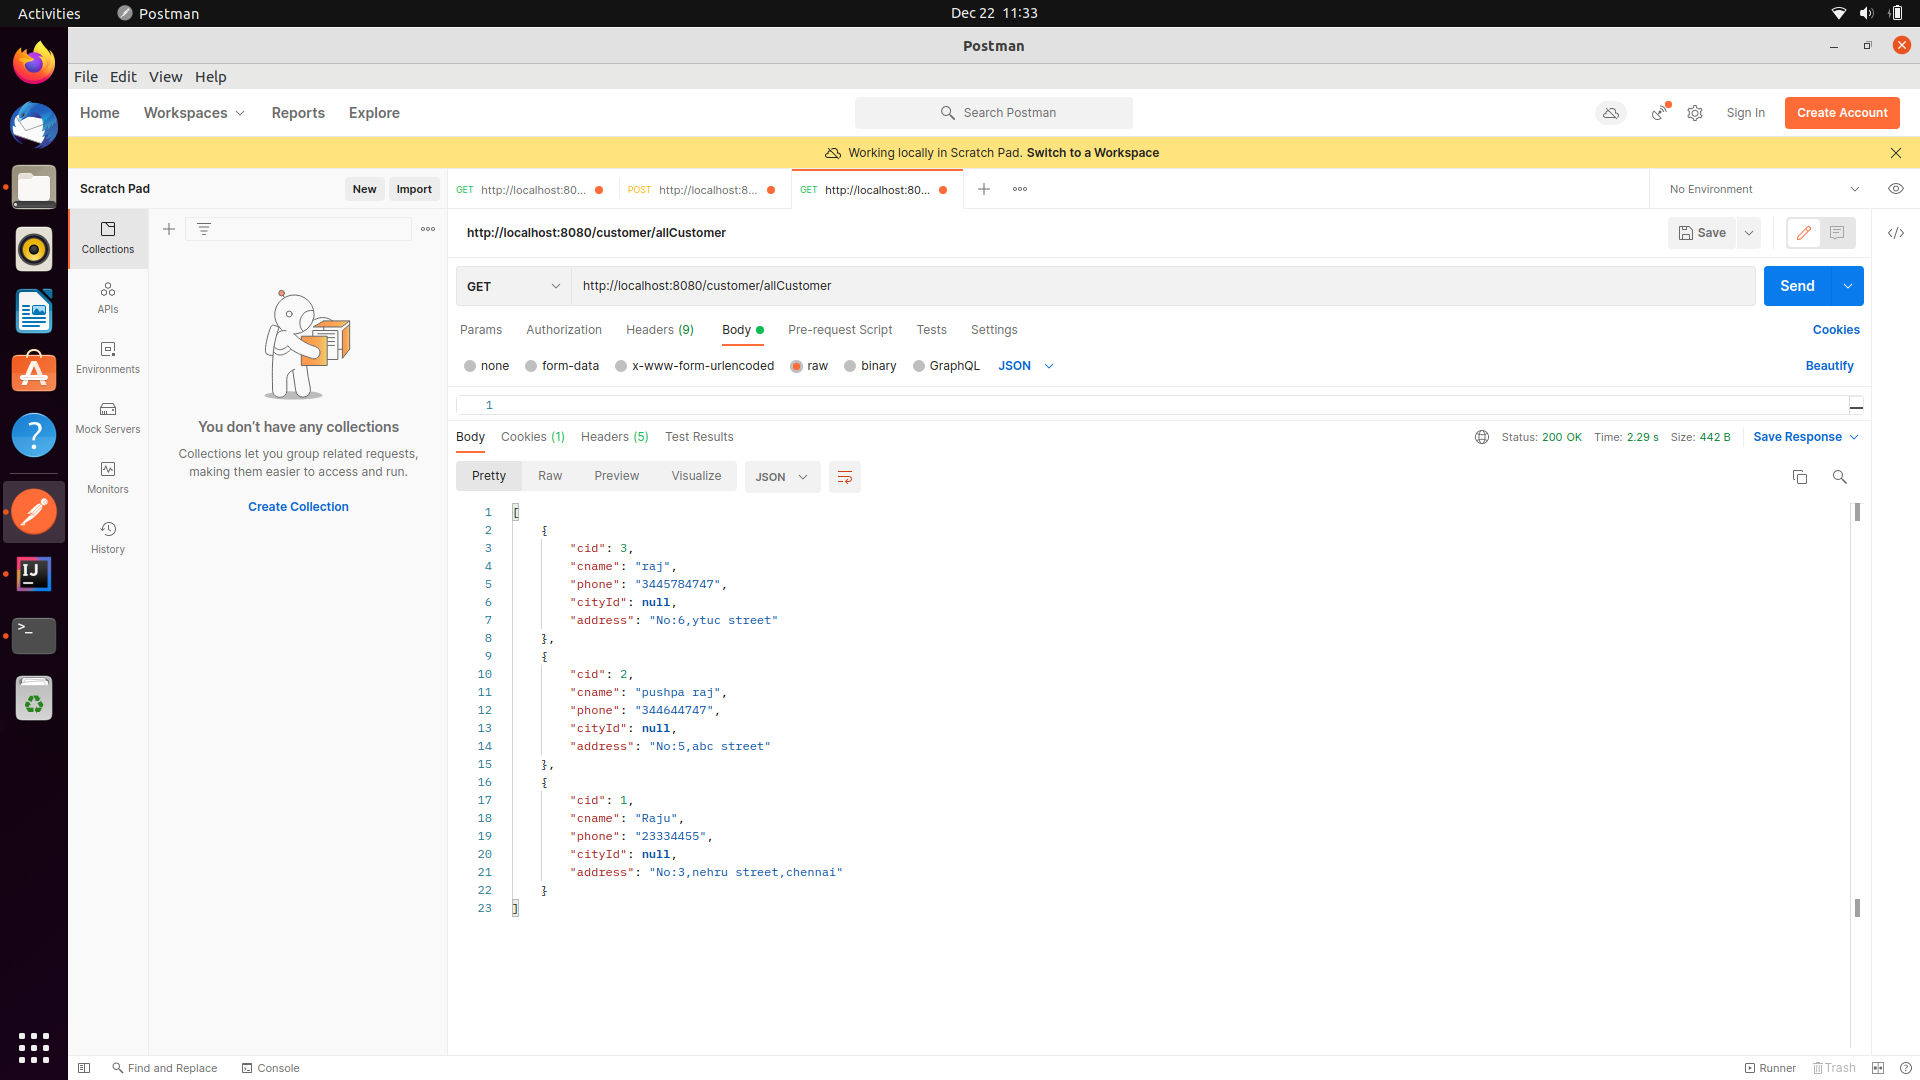 Activities
Postman
Dec 22 11:33
Postman
File Edit View Help
Home Workspaces Reports Explore
Search Postman
Sign In
Create Account
Working locally in Scratch Pad. Switch to a Workspace
Scratch Pad
New
Import
GET http://localhost:80...
POST http://localhost:8...
GET http://localhost:80...
No Environment
Collections
APIs
Environments
Mock Servers
Monitors
History
You don't have any collections
Collections let you group related requests,
making them easier to access and run.
Create Collection
http://localhost:8080/customer/allCustomer
Save
</>
GET
http://localhost:8080/customer/allCustomer
Send
Params Authorization Headers (9) Body Pre-request Script Tests Settings
Cookies
none form-data x-www-form-urlencoded raw binary GraphQL JSON
Beautify
1
Body Cookies (1) Headers (5) Test Results
Status: 200 OK Time: 2.29 s Size: 442 B
Save Response
Pretty Raw Preview Visualize JSON
1 [
2 {
3 "cid": 3,
4 "cname": "raj",
5 "phone": "3445784747",
6 "cityId": null,
7 "address": "No:6,ytuc street"
8 },
9 {
10 "cid": 2,
11 "cname": "pushpa raj",
12 "phone": "344644747",
13 "cityId": null,
14 "address": "No:5,abc street"
15 },
16 {
17 "cid": 1,
18 "cname": "Raju",
19 "phone": "23334455",
20 "cityId": null,
21 "address": "No:3,nehru street,chennai"
22 }
23 ]
Find and Replace
Console
Runner
Trash